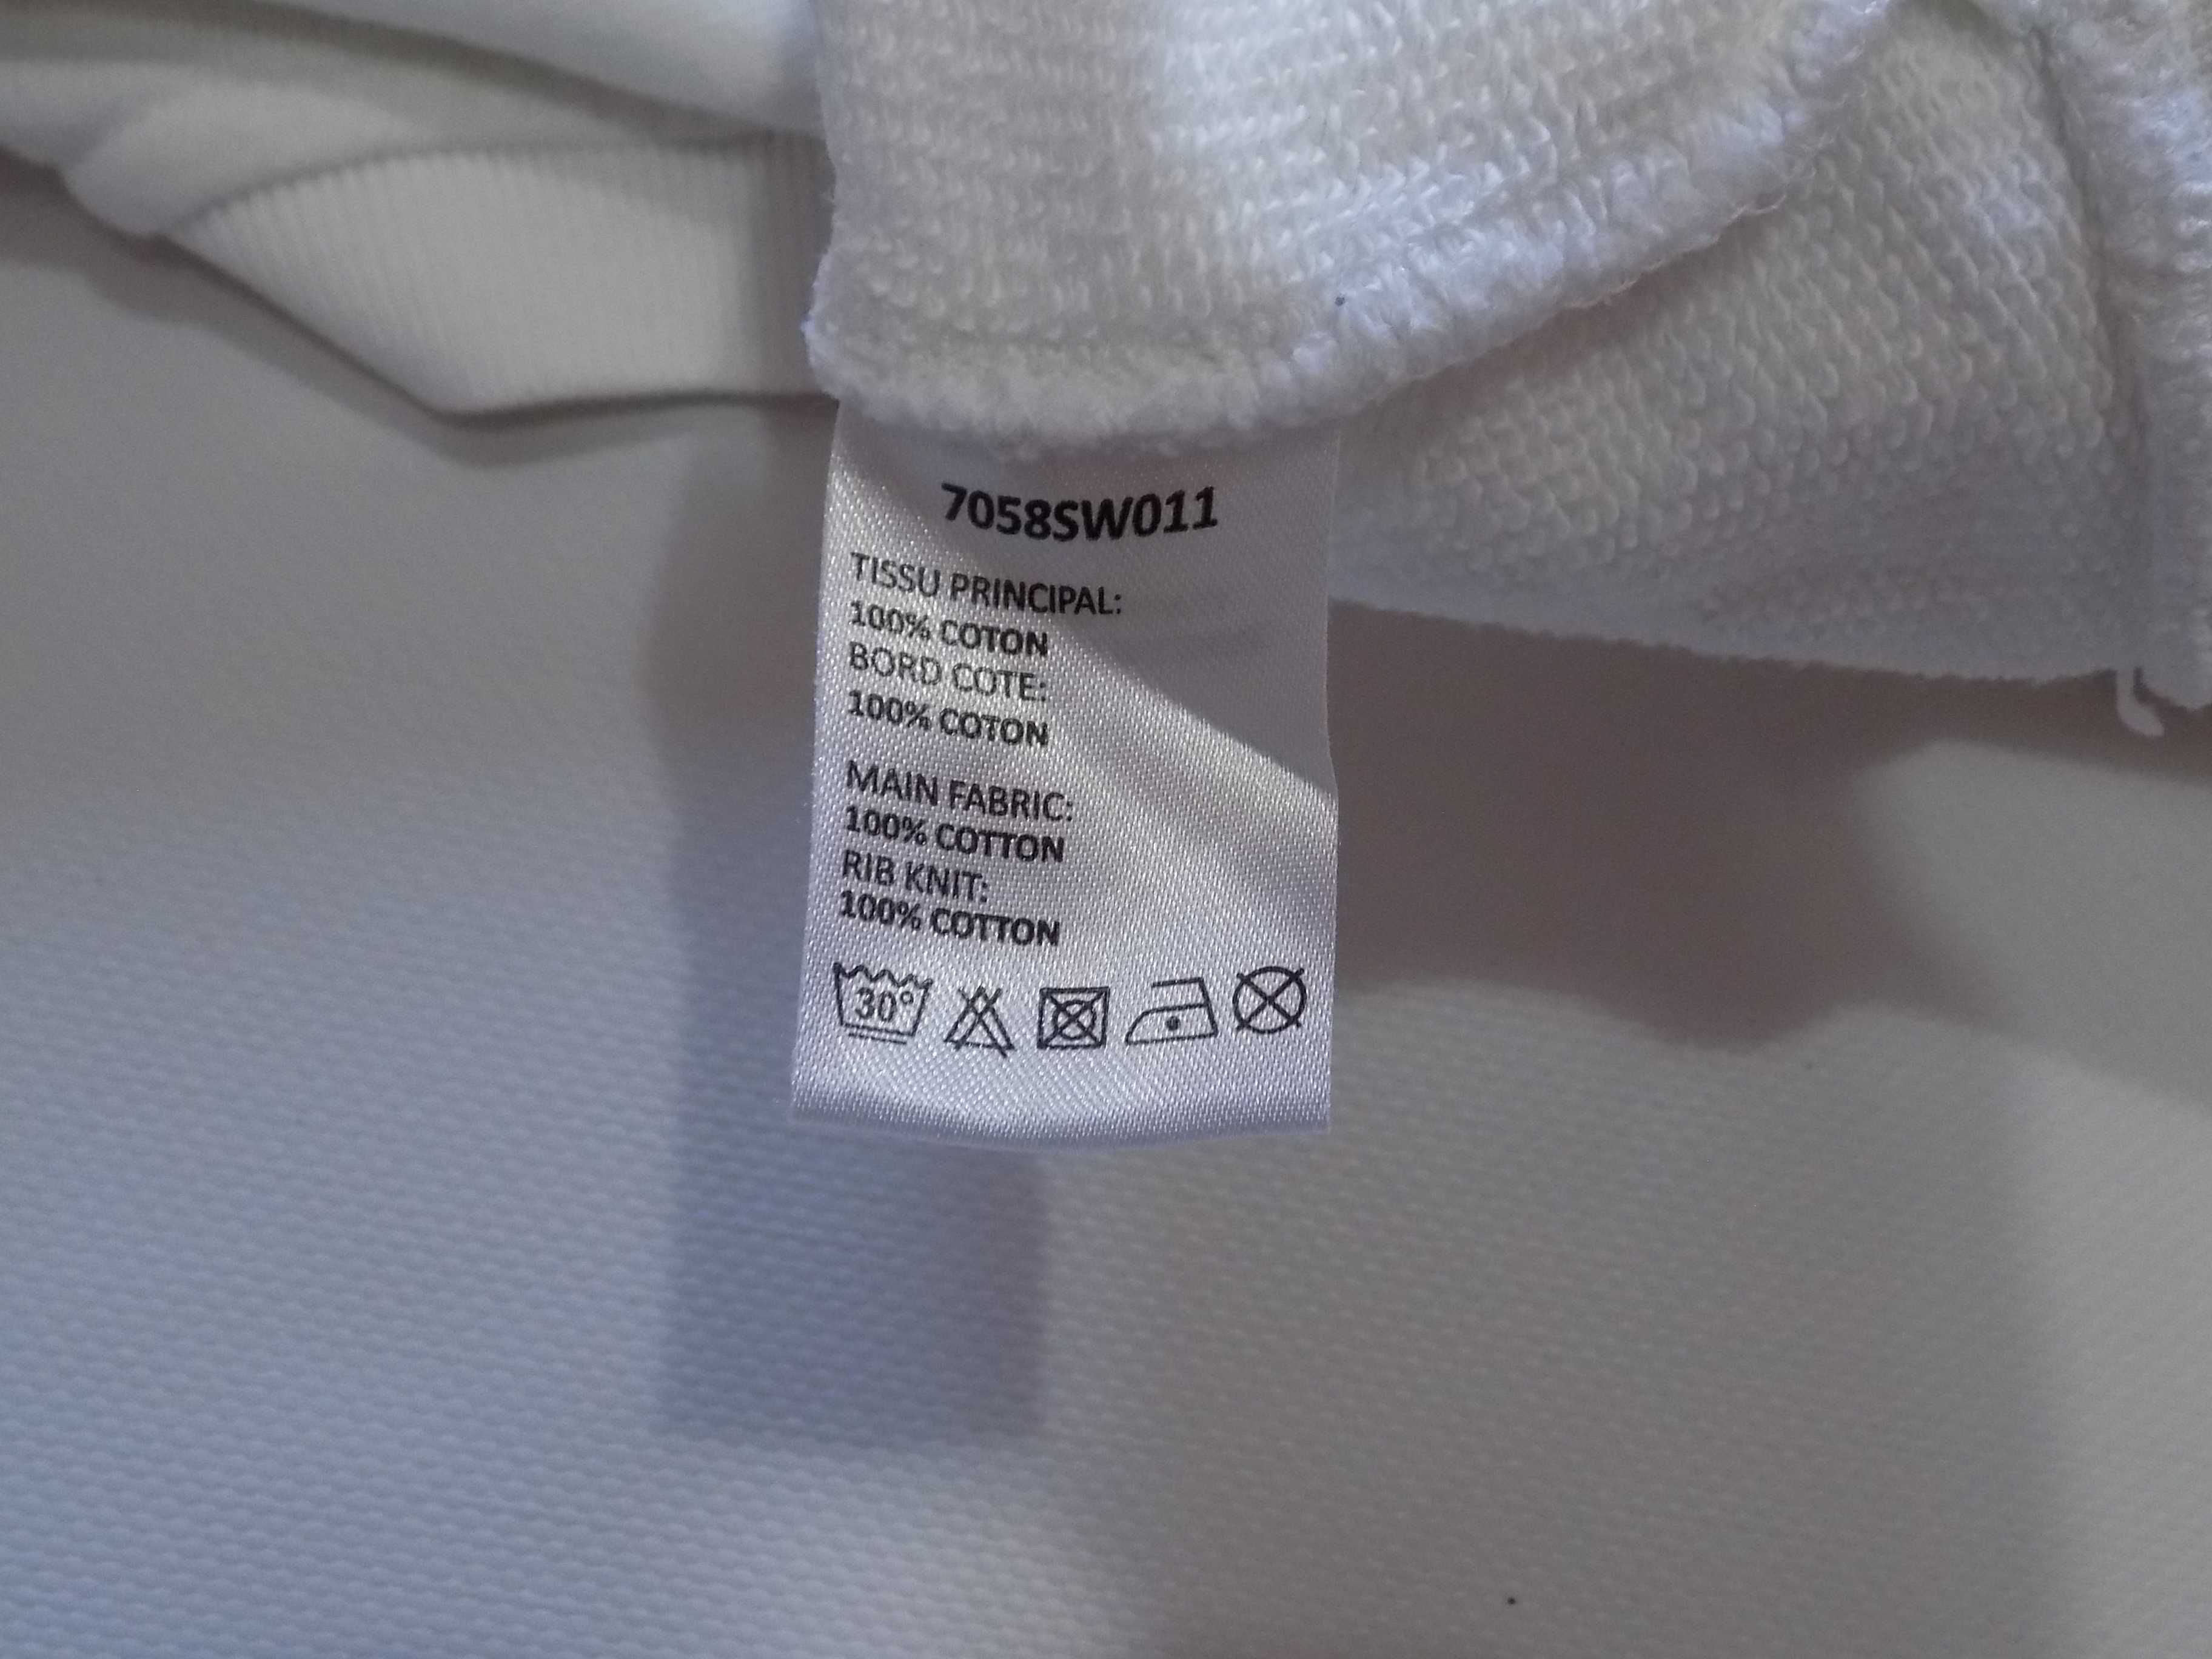 7058SW011
TISSU PRINCIPAL:
100% COTON
BORD COTE:
100% COTON
MAIN FABRIC:
100% COTTON
RIB KNIT:
100% COTTON
30°